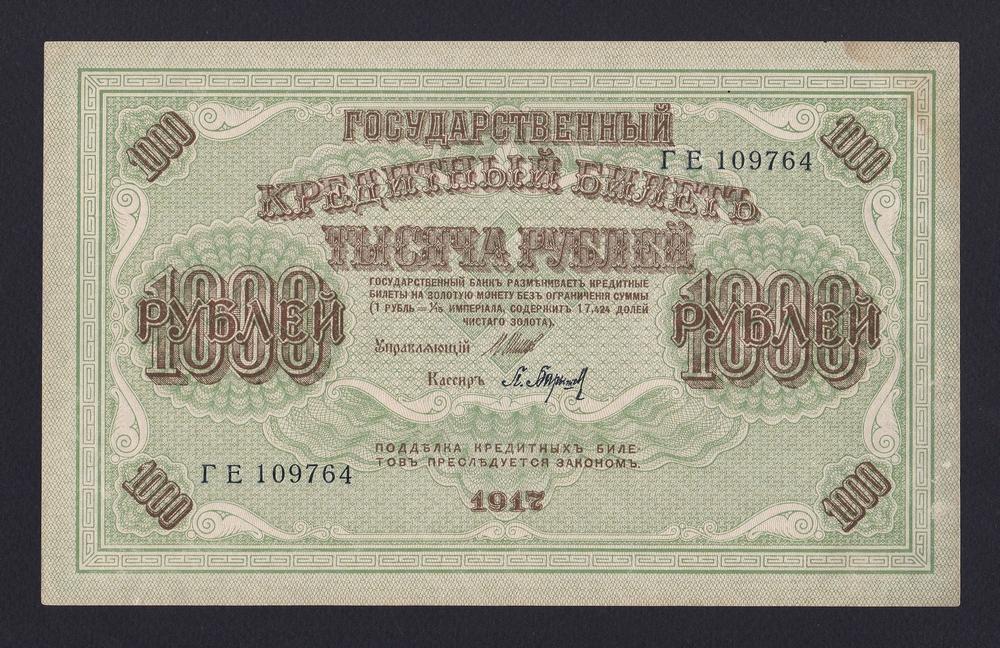 1000
1000
ГОСУДАРСТВЕННЫЙ
ГЕ 109764
КРЕДИТНЫЙ БИЛЕТЪ
ТЫСЯЧА РУБЛЕЙ
1000
РУБЛЕЙ
1000
РУБЛЕЙ
ГОСУДАРСТВЕННЫЙ БАНКЪ РАЗМѢНИВАЕТЪ КРЕДИТНЫЕ
БИЛЕТЫ НА ЗОЛОТУЮ МОНЕТУ БЕЗЪ ОГРАНИЧЕНІЯ СУММЫ
(1 РУБЛЬ = 1/15 ИМПЕРІАЛА, СОДЕРЖИТЪ 17,424 ДОЛЕЙ
ЧИСТАГО ЗОЛОТА).
Управляющій
Кассиръ
ПОДДѢЛКА КРЕДИТНЫХЪ БИЛЕ-
ТОВЪ ПРЕСЛѢДУЕТСЯ ЗАКОНОМЪ.
ГЕ 109764
1917
1000
1000